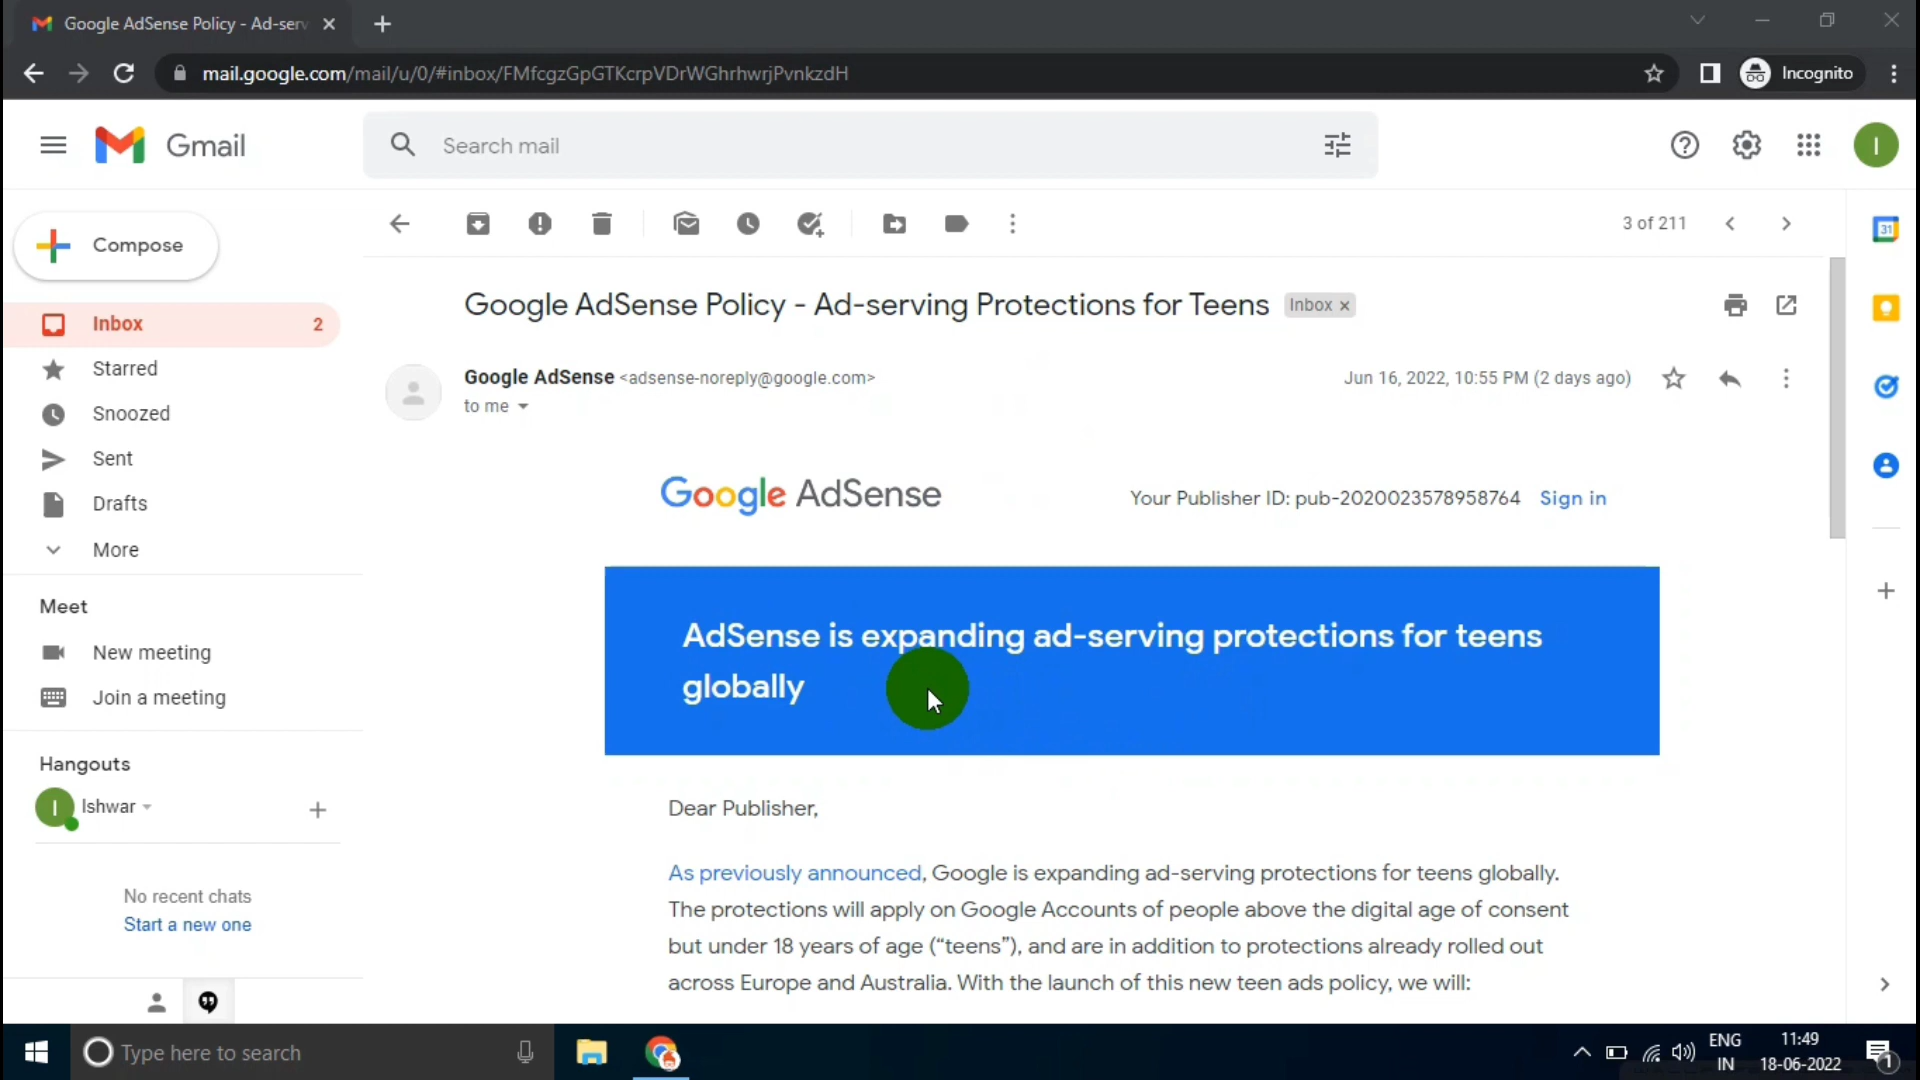 Google AdSense Policy - Ad-serv
mail.google.com/mail/u/0/#inbox/FMfcgzGpGTKcrpVDrWGhrhwrjPvnkzdH
Incognito
Gmail
Search mail
I
Compose
3 of 211
Inbox 2
Starred
Snoozed
Sent
Drafts
More
Meet
New meeting
Join a meeting
Hangouts
I
Ishwar
No recent chats
Start a new one
Google AdSense Policy - Ad-serving Protections for Teens Inbox x
Google AdSense <adsense-noreply@google.com> Jun 16, 2022, 10:55 PM (2 days ago)
to me
Google AdSense Your Publisher ID: pub-2020023578958764 Sign in
AdSense is expanding ad-serving protections for teens
globally
Dear Publisher,
As previously announced, Google is expanding ad-serving protections for teens globally.
The protections will apply on Google Accounts of people above the digital age of consent
but under 18 years of age (“teens”), and are in addition to protections already rolled out
across Europe and Australia. With the launch of this new teen ads policy, we will:
31
Type here to search
ENG
IN
11:49
18-06-2022
1